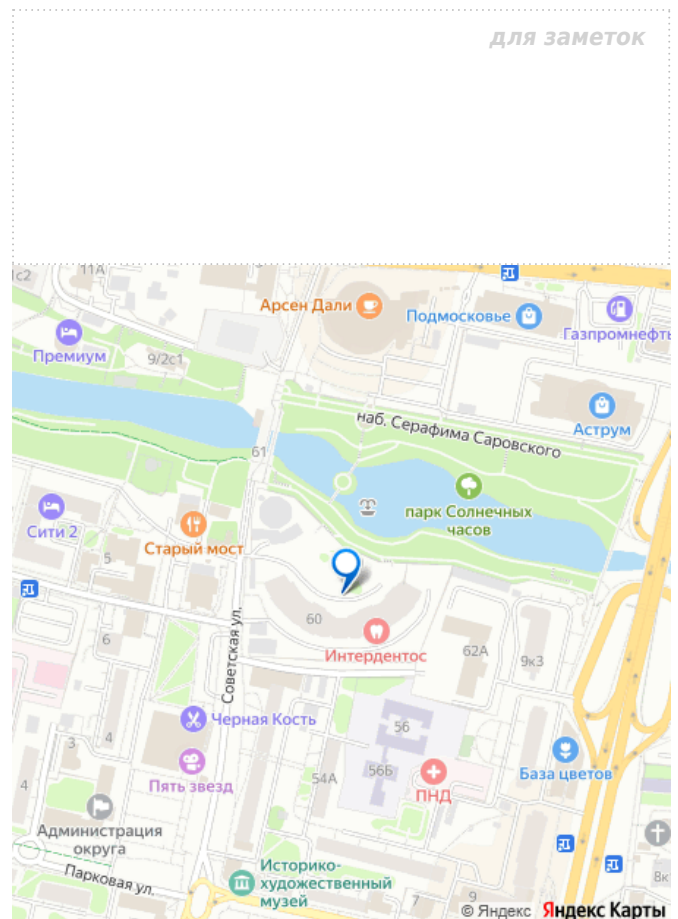 для заметок
1с2
11А
Арсен Дали
Подмосковье
Газпромнефть
Премиум
9/2с1
наб. Серафима Саровского
Аструм
61
парк Солнечных
часов
Сити 2
Старый мост
5
60
Советская ул.
6
Интердентос
62А
9к3
Черная Кость
56
3
4
База цветов
Пять звезд
54А
56Б
ПНД
4
Администрация
округа
Парковая ул.
8к
Историко-
художественный
музей
7
9
© Яндекс Яндекс Карты